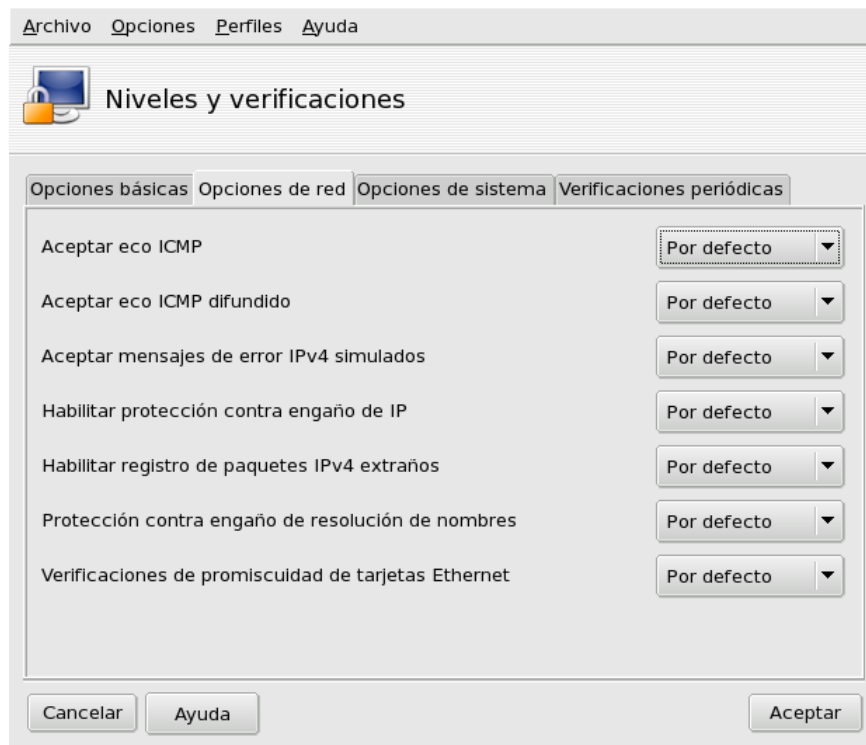 Archivo Opciones Perfiles Ayuda
Niveles y verificaciones
Opciones básicas Opciones de red Opciones de sistema Verificaciones periódicas
Aceptar eco ICMP Por defecto
Aceptar eco ICMP difundido Por defecto
Aceptar mensajes de error IPv4 simulados Por defecto
Habilitar protección contra engaño de IP Por defecto
Habilitar registro de paquetes IPv4 extraños Por defecto
Protección contra engaño de resolución de nombres Por defecto
Verificaciones de promiscuidad de tarjetas Ethernet Por defecto
Cancelar Ayuda Aceptar